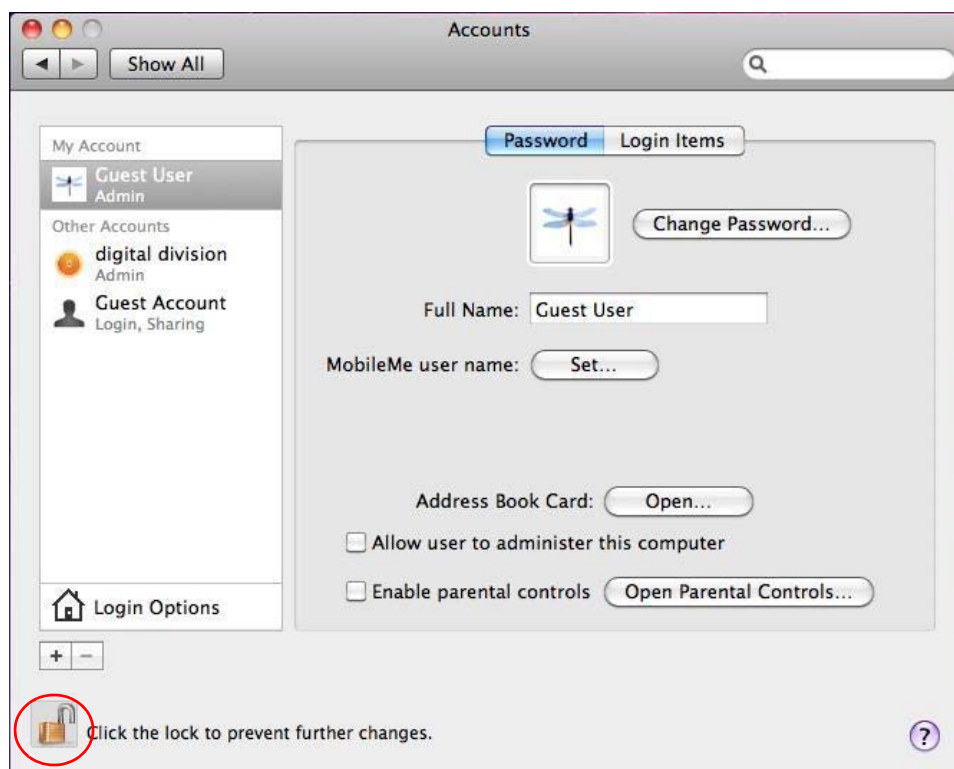 Accounts
Show All
My Account
Guest User
Admin
Other Accounts
digital division
Admin
Guest Account
Login, Sharing
Login Options
+ −
Password Login Items
Change Password...
Full Name: Guest User
MobileMe user name: Set...
Address Book Card: Open...
Allow user to administer this computer
Enable parental controls Open Parental Controls...
Click the lock to prevent further changes.
?